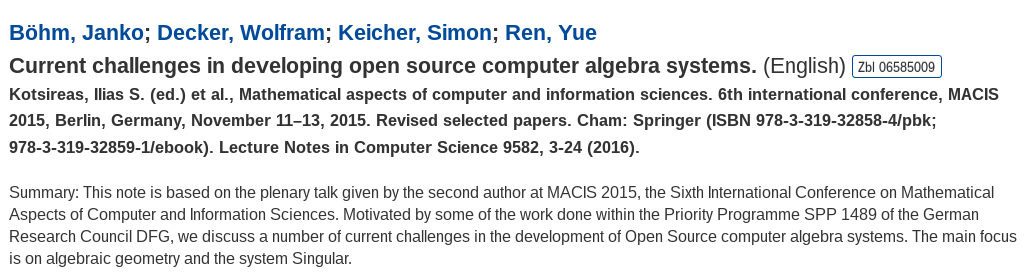 Böhm, Janko; Decker, Wolfram; Keicher, Simon; Ren, Yue
Current challenges in developing open source computer algebra systems. (English) Zbl 06585009
Kotsireas, Ilias S. (ed.) et al., Mathematical aspects of computer and information sciences. 6th international conference, MACIS
2015, Berlin, Germany, November 11–13, 2015. Revised selected papers. Cham: Springer (ISBN 978-3-319-32858-4/pbk;
978-3-319-32859-1/ebook). Lecture Notes in Computer Science 9582, 3-24 (2016).
Summary: This note is based on the plenary talk given by the second author at MACIS 2015, the Sixth International Conference on Mathematical
Aspects of Computer and Information Sciences. Motivated by some of the work done within the Priority Programme SPP 1489 of the German
Research Council DFG, we discuss a number of current challenges in the development of Open Source computer algebra systems. The main focus
is on algebraic geometry and the system Singular.